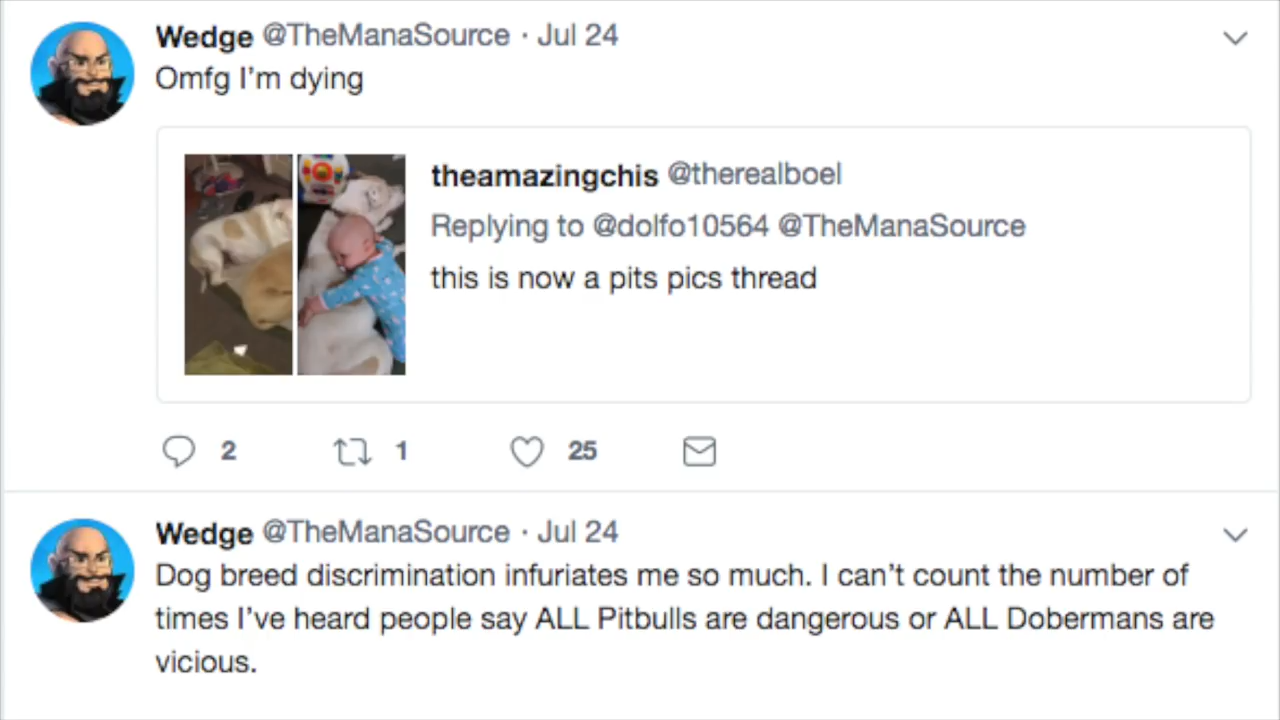 Wedge @TheManaSource · Jul 24
Omfg I'm dying
theamazingchis @therealboel
Replying to @dolfo10564 @TheManaSource
this is now a pits pics thread
2 1 25
Wedge @TheManaSource · Jul 24
Dog breed discrimination infuriates me so much. I can't count the number of
times I've heard people say ALL Pitbulls are dangerous or ALL Dobermans are
vicious.